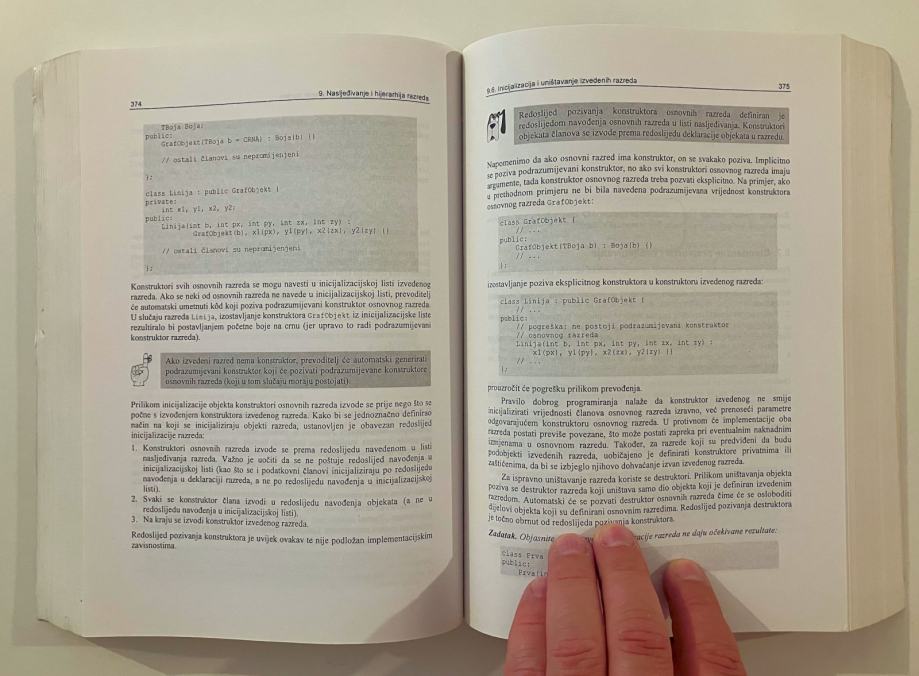 374
9. Nasljeđivanje i hijerarhija razreda
TBoja Boja;
public:
GrafObjekt(TBoja b = CRNA) : Boja(b) {}
// ostali članovi su nepromijenjeni
};
class Linija : public GrafObjekt {
private:
int x1, y1, x2, y2;
public:
Linija(int b, int px, int py, int zx, int zy) :
GrafObjekt(b), x1(px), y1(py), x2(zx), y2(zy) {}
// ostali članovi su nepromijenjeni
};
Konstruktori svih osnovnih razreda se mogu navesti u inicijalizacijskoj listi izvedenog
razreda. Ako se neki od osnovnih razreda ne navede u inicijalizacijskoj listi, prevoditelj
će automatski umetnuti kôd koji poziva podrazumijevani konstruktor osnovnog razreda.
U slučaju razreda Linija, izostavljanje konstruktora GrafObjekt iz inicijalizacijske liste
rezultiralo bi postavljanjem početne boje na crnu (jer upravo to radi podrazumijevani
konstruktor razreda).
Ako izvedeni razred nema konstruktor, prevoditelj će automatski generirati
podrazumijevani konstruktor koji će pozivati podrazumijevane konstruktore
osnovnih razreda (koji u tom slučaju moraju postojati).
Prilikom inicijalizacije objekta konstruktori osnovnih razreda izvode se prije nego što se
počne s izvođenjem konstruktora izvedenog razreda. Kako bi se jednoznačno definirao
način na koji se inicijaliziraju objekti razreda, ustanovljen je obavezan redoslijed
inicijalizacije razreda:
1. Konstruktori osnovnih razreda izvode se prema redoslijedu navedenom u listi
nasljeđivanja razreda. Važno je uočiti da se ne poštuje redoslijed navođenja u
inicijalizacijskoj listi (kao što se i podatkovni članovi inicijaliziraju po redoslijedu
navođenja u deklaraciji razreda, a ne po redoslijedu navođenja u inicijalizacijskoj
listi).
2. Svaki se konstruktor člana izvodi u redoslijedu navođenja objekata (a ne u
redoslijedu navođenja u inicijalizacijskoj listi).
3. Na kraju se izvodi konstruktor izvedenog razreda.
Redoslijed pozivanja konstruktora je uvijek ovakav te nije podložan implementacijskim
zavisnostima.
9.6. Inicijalizacija i uništavanje izvedenih razreda
375
Redoslijed pozivanja konstruktora osnovnih razreda definiran je
redoslijedom navođenja osnovnih razreda u listi nasljeđivanja. Konstruktori
objekata članova se izvode prema redoslijedu deklaracije objekata u razredu.
Napomenimo da ako osnovni razred ima konstruktor, on se svakako poziva. Implicitno
se poziva podrazumijevani konstruktor, no ako svi konstruktori osnovnog razreda imaju
argumente, tada konstruktor osnovnog razreda treba pozvati eksplicitno. Na primjer, ako
u prethodnom primjeru ne bi bila navedena podrazumijevana vrijednost konstruktora
osnovnog razreda GrafObjekt:
class GrafObjekt {
// ...
public:
GrafObjekt(TBoja b) : Boja(b) {}
// ...
};
izostavljanje poziva eksplicitnog konstruktora u konstruktoru izvedenog razreda:
class Linija : public GrafObjekt {
// ...
public:
// pogreška: ne postoji podrazumijevani konstruktor
// osnovnog razreda
Linija(int b, int px, int py, int zx, int zy) :
x1(px), y1(py), x2(zx), y2(zy) {}
// ...
};
prouzročit će pogrešku prilikom prevođenja.
Pravilo dobrog programiranja nalaže da konstruktor izvedenog ne smije
inicijalizirati vrijednosti članova osnovnog razreda izravno, već prenoseći parametre
odgovarajućem konstruktoru osnovnog razreda. U protivnom će implementacije oba
razreda postati previše povezane, što može postati zapreka pri eventualnim naknadnim
izmjenama u osnovnom razredu. Također, za razrede koji su predviđeni da budu
podobjekti izvedenih razreda, uobičajeno je definirati konstruktore privatnima ili
zaštićenima, da bi se izbjeglo njihovo dohvaćanje izvan izvedenog razreda.
Za ispravno uništavanje razreda koriste se destruktori. Prilikom uništavanja objekta
poziva se destruktor razreda koji uništava samo dio objekta koji je definiran izvedenim
razredom. Automatski će se pozvati destruktor osnovnih razreda čime će se osloboditi
dijelovi objekta koji su definirani osnovnim razredima. Redoslijed pozivanja destruktora
je točno obrnut od redoslijeda pozivanja konstruktora.
Zadatak. Objasnite razreda ne daju očekivane rezultate:
class Prva
public: